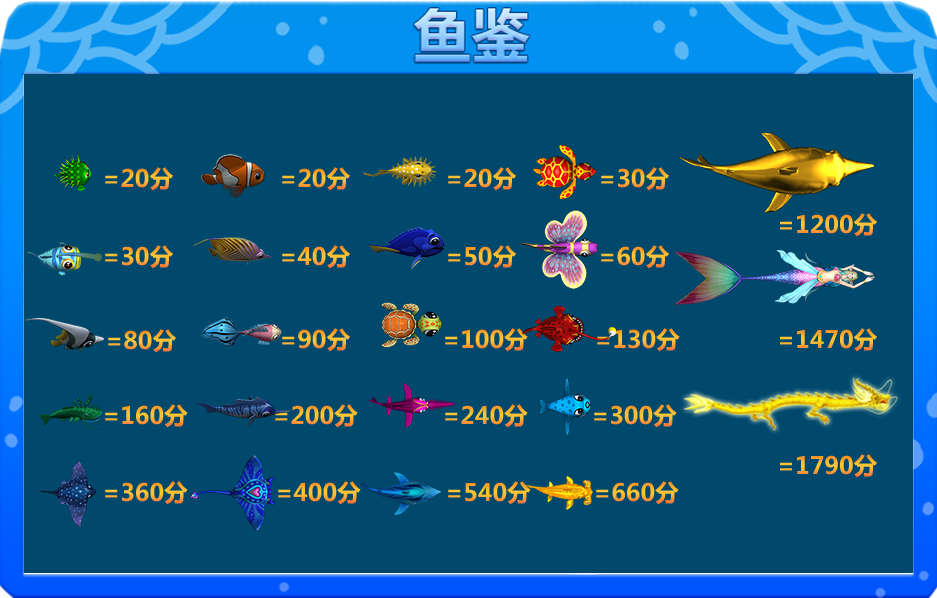 鱼鉴
=20分 =20分 =20分 =30分
=1200分
=30分 =40分 =50分 =60分
=80分 =90分 =100分 =130分 =1470分
=160分 =200分 =240分 =300分
=1790分
=360分 =400分 =540分 =660分